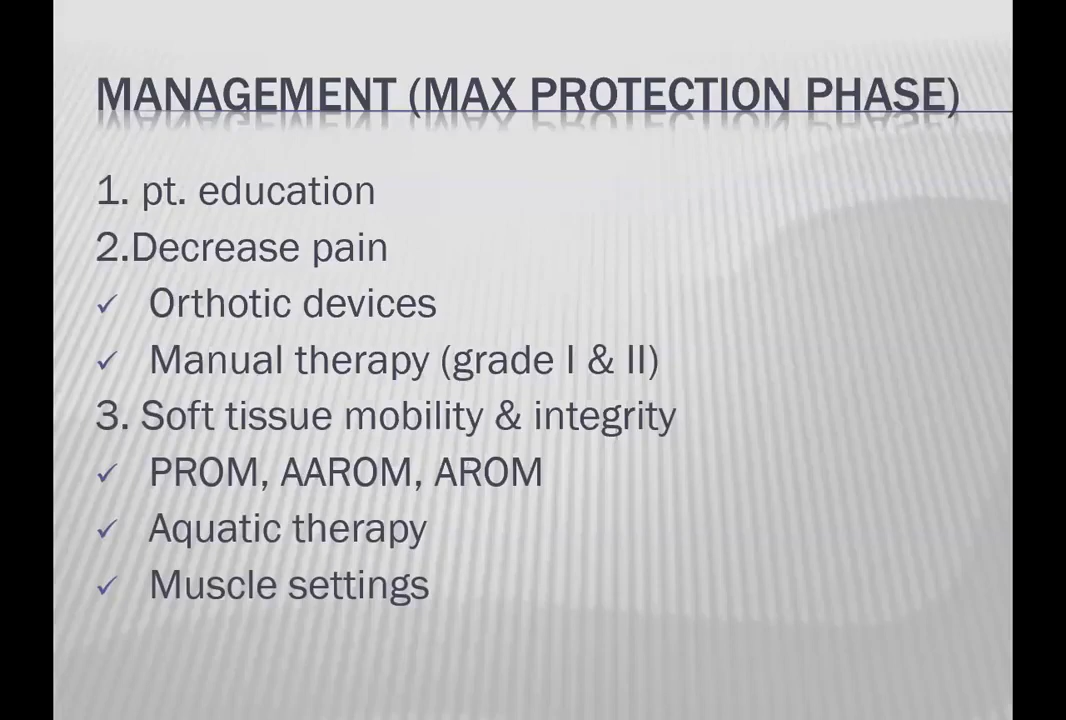 MANAGEMENT (MAX PROTECTION PHASE)
1. pt. education
2.Decrease pain
✓ Orthotic devices
✓ Manual therapy (grade I & II)
3. Soft tissue mobility & integrity
✓ PROM, AAROM, AROM
✓ Aquatic therapy
✓ Muscle settings